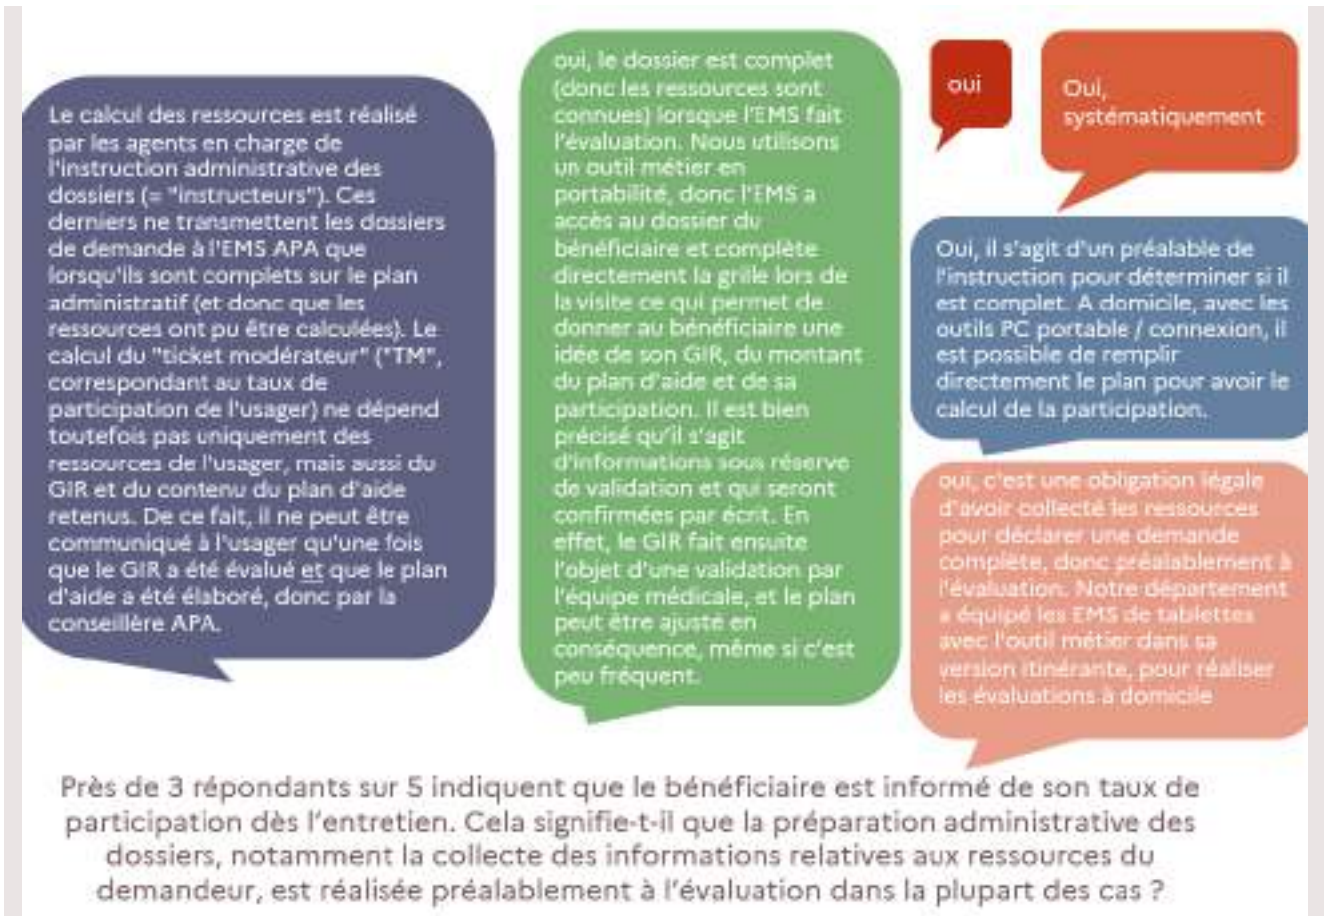 Le calcul des ressources est réalisé
par les agents en charge de
l'instruction administrative des
dossiers (= "instructeurs"). Ces
derniers ne transmettent les dossiers
de demande à l'EMS APA que
lorsqu'ils sont complets sur le plan
administratif (et donc que les
ressources ont pu être calculées). Le
calcul du "ticket modérateur" ("TM",
correspondant au taux de
participation de l'usager) ne dépend
toutefois pas uniquement des
ressources de l'usager, mais aussi du
GIR et du contenu du plan d'aide
retenus. De ce fait, il ne peut être
communiqué à l'usager qu'une fois
que le GIR a été évalué et que le plan
d'aide a été élaboré, donc par la
conseillère APA.
oui, le dossier est complet
(donc les ressources sont
connues) lorsque l'EMS fait
l'évaluation. Nous utilisons
un outil métier en
portabilité, donc l'EMS a
accès au dossier du
bénéficiaire et complète
directement la grille lors de
la visite ce qui permet de
donner au bénéficiaire une
idée de son GIR, du montant
du plan d'aide et de sa
participation. Il est bien
précisé qu'il s'agit
d'informations sous réserve
de validation et qui seront
confirmées par écrit. En
effet, le GIR fait ensuite
l'objet d'une validation par
l'équipe médicale, et le plan
peut être ajusté en
conséquence, même si c'est
peu fréquent.
oui
Oui,
systématiquement
Oui, il s'agit d'un préalable de
l'instruction pour déterminer si il
est complet. A domicile, avec les
outils PC portable / connexion, il
est possible de remplir
directement le plan pour avoir le
calcul de la participation.
oui, c'est une obligation légale
d'avoir collecté les ressources
pour déclarer une demande
complète, donc préalablement à
l'évaluation. Notre département
a équipé les EMS de tablettes
avec l'outil métier dans sa
version itinérante, pour réaliser
les évaluations à domicile
Près de 3 répondants sur 5 indiquent que le bénéficiaire est informé de son taux de
participation dès l'entretien. Cela signifie-t-il que la préparation administrative des
dossiers, notamment la collecte des informations relatives aux ressources du
demandeur, est réalisée préalablement à l'évaluation dans la plupart des cas ?